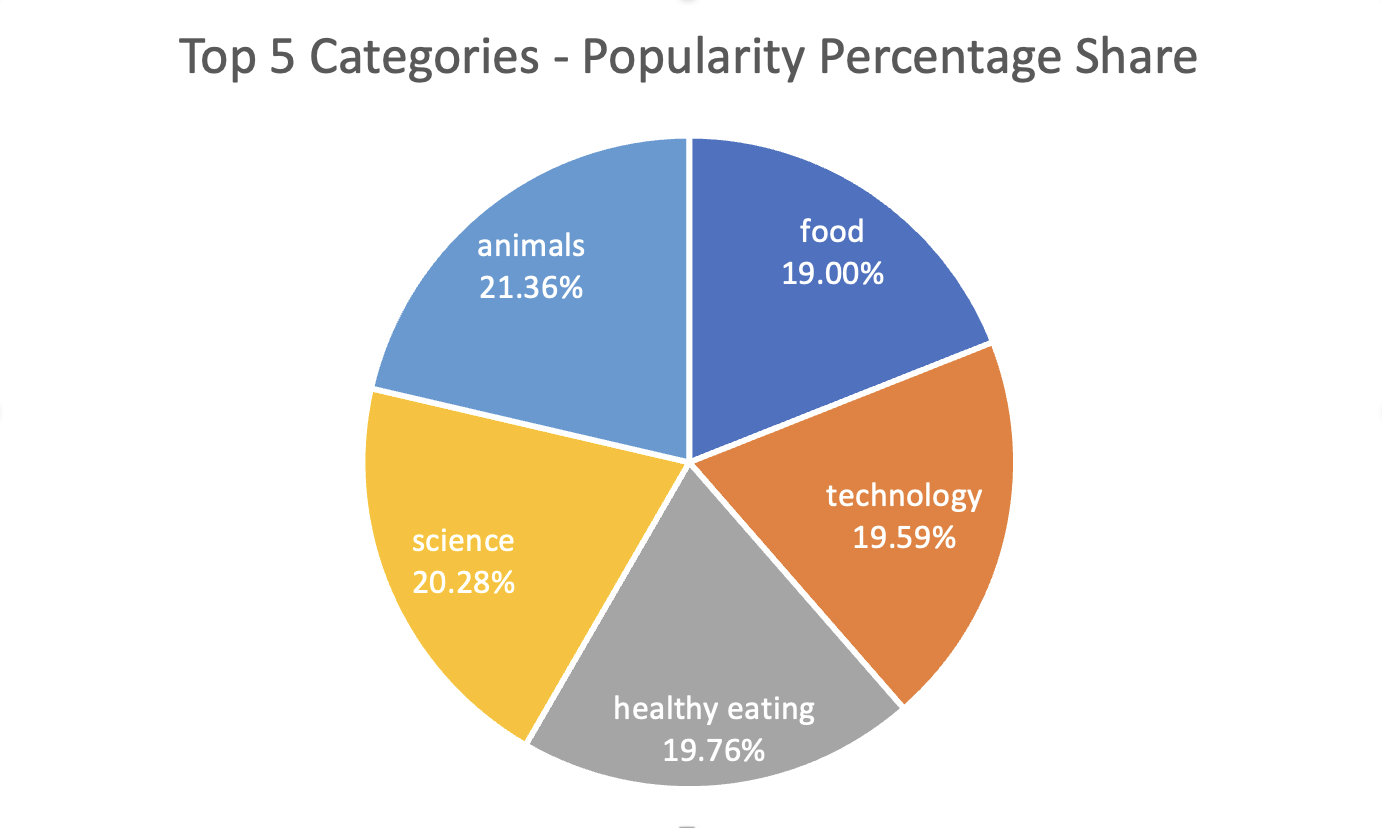 Top 5 Categories - Popularity Percentage Share
food
19.00%
technology
19.59%
healthy eating
19.76%
science
20.28%
animals
21.36%